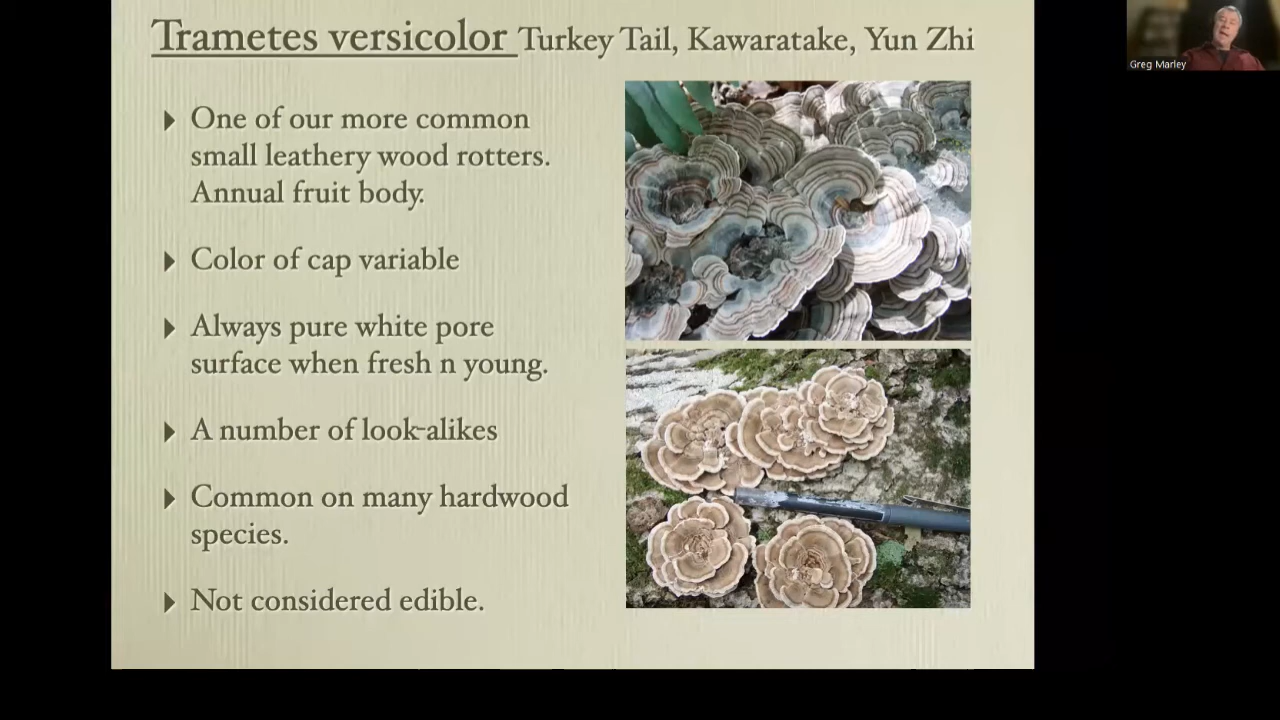 Trametes versicolor Turkey Tail, Kawaratake, Yun Zhi
Greg Marley
One of our more common
small leathery wood rotters.
Annual fruit body.
Color of cap variable
Always pure white pore
surface when fresh n young.
A number of look-alikes
Common on many hardwood
species.
Not considered edible.